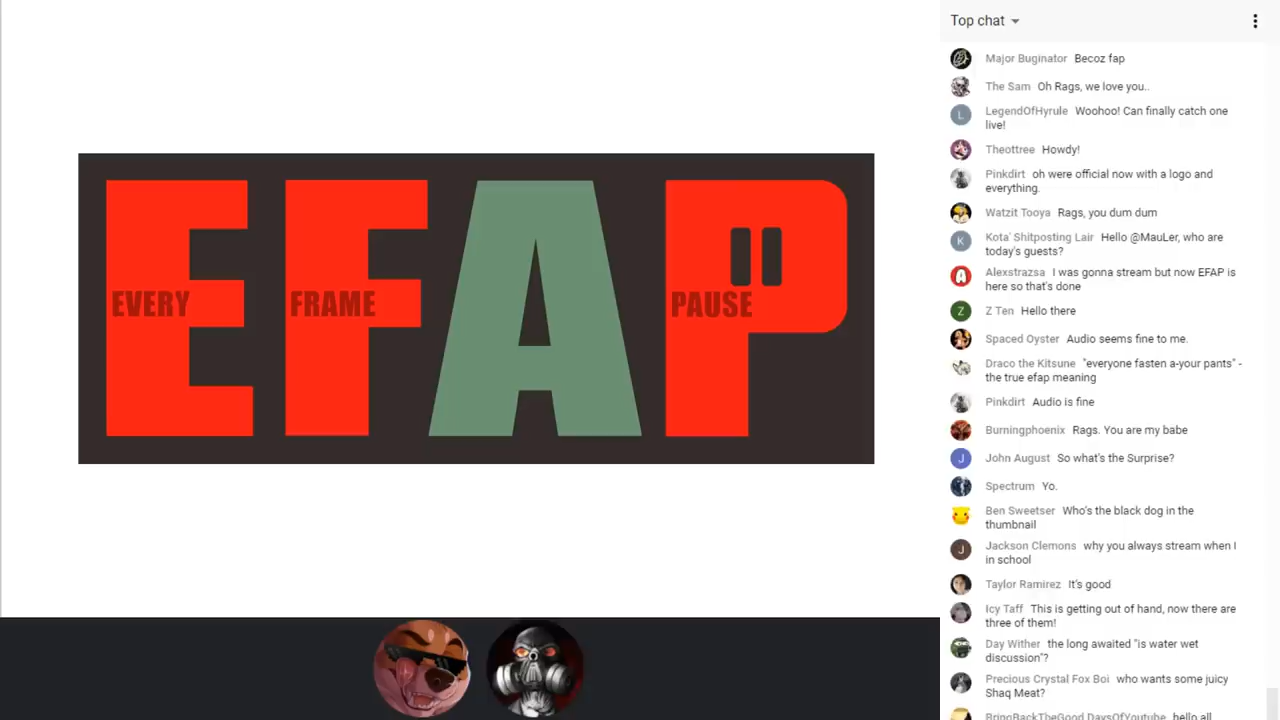 EFAP
EVERY FRAME PAUSE
Top chat
Major Buginator Becoz fap
The Sam Oh Rags, we love you..
LegendOfHyrule Woohoo! Can finally catch one
live!
Theottree Howdy!
Pinkdirt oh were official now with a logo and
everything.
Watzit Tooya Rags, you dum dum
Kota' Shitposting Lair Hello @MauLer, who are
today's guests?
Alexstrazsa I was gonna stream but now EFAP is
here so that's done
Z Ten Hello there
Spaced Oyster Audio seems fine to me.
Draco the Kitsune "everyone fasten a-your pants" -
the true efap meaning
Pinkdirt Audio is fine
Burningphoenix Rags. You are my babe
John August So what's the Surprise?
Spectrum Yo.
Ben Sweetser Who's the black dog in the
thumbnail
Jackson Clemons why you always stream when I
in school
Taylor Ramirez It's good
Icy Taff This is getting out of hand, now there are
three of them!
Day Wither the long awaited "is water wet
discussion"?
Precious Crystal Fox Boi who wants some juicy
Shaq Meat?
BringBackTheGood DaysOfYoutube hello all